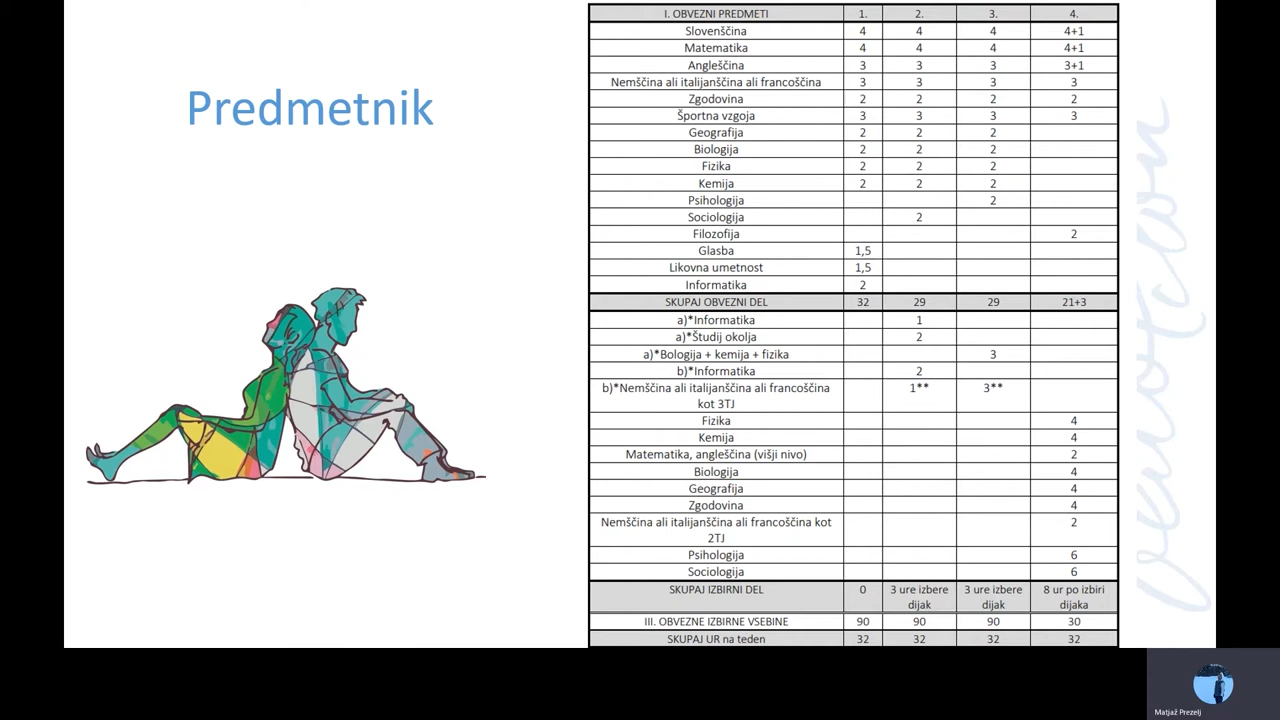 Predmetnik
I. OBVEZNI PREDMETI 1. 2. 3. 4.
Slovenščina 4 4 4 4+1
Matematika 4 4 4 4+1
Angleščina 3 3 3 3+1
Nemščina ali italijanščina ali francoščina 3 3 3 3
Zgodovina 2 2 2 2
Športna vzgoja 3 3 3 3
Geografija 2 2 2
Biologija 2 2 2
Fizika 2 2 2
Kemija 2 2 2
Psihologija 2
Sociologija 2
Filozofija 2
Glasba 1,5
Likovna umetnost 1,5
Informatika 2
SKUPAJ OBVEZNI DEL 32 29 29 21+3
a)*Informatika 1
a)*Študij okolja 2
a)*Bologija + kemija + fizika 3
b)*Informatika 2
b)*Nemščina ali italijanščina ali francoščina 1** 3**
kot 3TJ
Fizika 4
Kemija 4
Matematika, angleščina (višji nivo) 2
Biologija 4
Geografija 4
Zgodovina 4
Nemščina ali italijanščina ali francoščina kot 2
2TJ
Psihologija 6
Sociologija 6
SKUPAJ IZBIRNI DEL 0 3 ure izbere 3 ure izbere 8 ur po izbiri
dijak dijak dijaka
III. OBVEZNE IZBIRNE VSEBINE 90 90 90 30
SKUPAJ UR na teden 32 32 32 32
Matjaž Prezelj